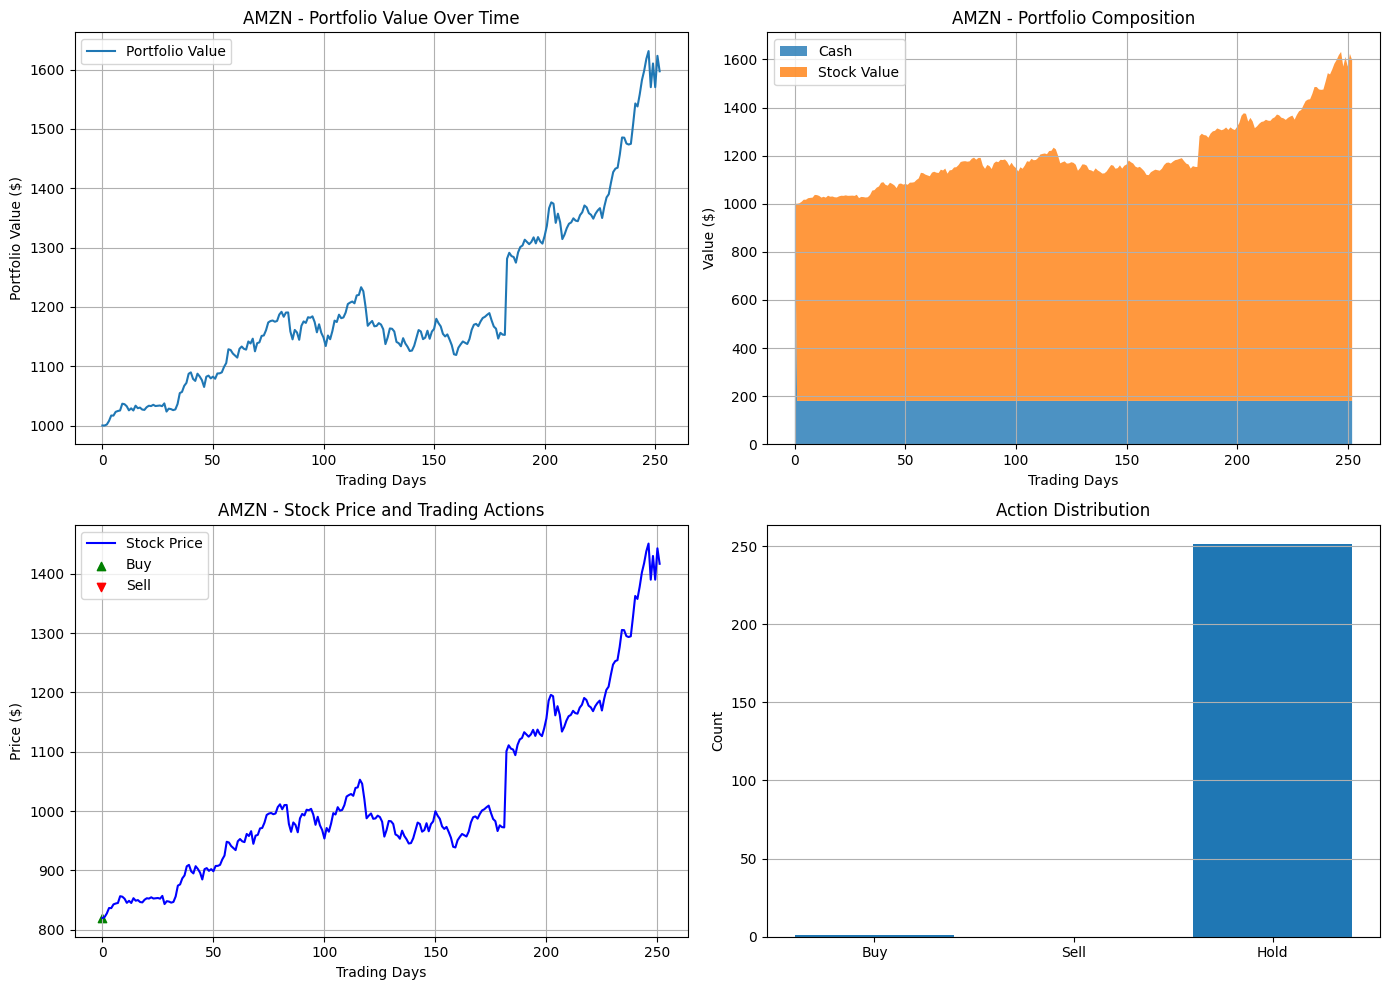 AMZN - Portfolio Value Over Time
Portfolio Value
Portfolio Value ($)
1600
1500
1400
1300
1200
1100
1000
0 50 100 150 200 250
Trading Days
AMZN - Portfolio Composition
Cash
Stock Value
Value ($)
1600
1400
1200
1000
800
600
400
200
0
0 50 100 150 200 250
Trading Days
AMZN - Stock Price and Trading Actions
Stock Price
Buy
Sell
Price ($)
1400
1300
1200
1100
1000
900
800
0 50 100 150 200 250
Trading Days
Action Distribution
Count
250
200
150
100
50
0
Buy Sell Hold